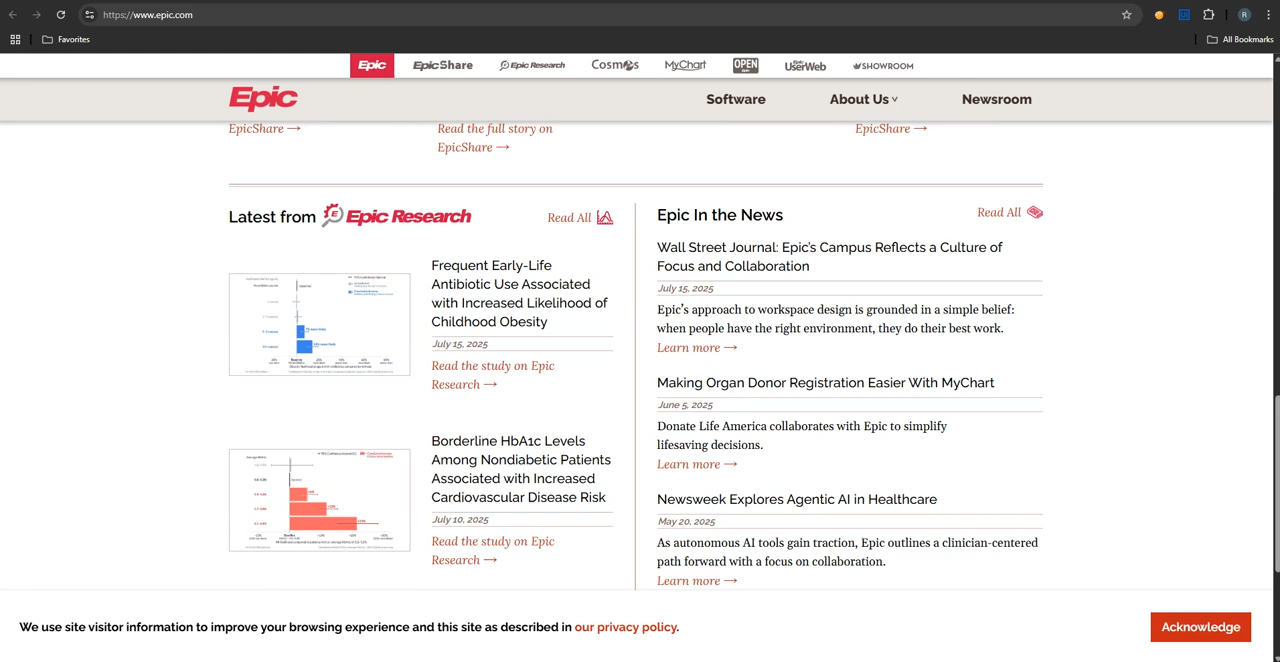 https://www.epic.com
Favorites
All Bookmarks
Epic
EpicShare
Epic Research
Cosmos
MyChart
OPEN
epic
UserWeb
SHOWROOM
Epic
Software
About Us
Newsroom
EpicShare →
Read the full story on
EpicShare →
EpicShare →
Latest from Epic Research
Read All
Frequent Early-Life
Antibiotic Use Associated
with Increased Likelihood of
Childhood Obesity
July 15, 2025
Read the study on Epic
Research →
Borderline HbA1c Levels
Among Nondiabetic Patients
Associated with Increased
Cardiovascular Disease Risk
July 10, 2025
Read the study on Epic
Research →
Epic In the News
Read All
Wall Street Journal: Epic's Campus Reflects a Culture of
Focus and Collaboration
July 15, 2025
Epic's approach to workspace design is grounded in a simple belief:
when people have the right environment, they do their best work.
Learn more →
Making Organ Donor Registration Easier With MyChart
June 5, 2025
Donate Life America collaborates with Epic to simplify
lifesaving decisions.
Learn more →
Newsweek Explores Agentic AI in Healthcare
May 20, 2025
As autonomous AI tools gain traction, Epic outlines a clinician-centered
path forward with a focus on collaboration.
Learn more →
We use site visitor information to improve your browsing experience and this site as described in our privacy policy.
Acknowledge